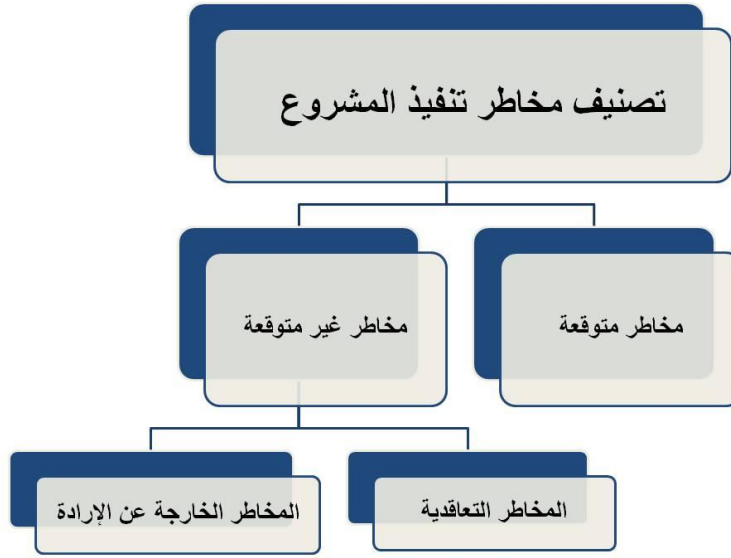 تصنيف مخاطر تنفيذ المشروع
مخاطر متوقعة
مخاطر غير متوقعة
المخاطر التعاقدية
المخاطر الخارجة عن الإرادة